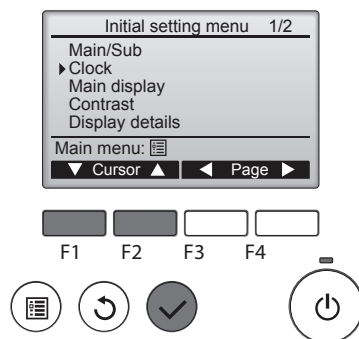 Initial setting menu 1/2
Main/Sub
Clock
Main display
Contrast
Display details
Main menu:
Cursor Page
F1 F2 F3 F4